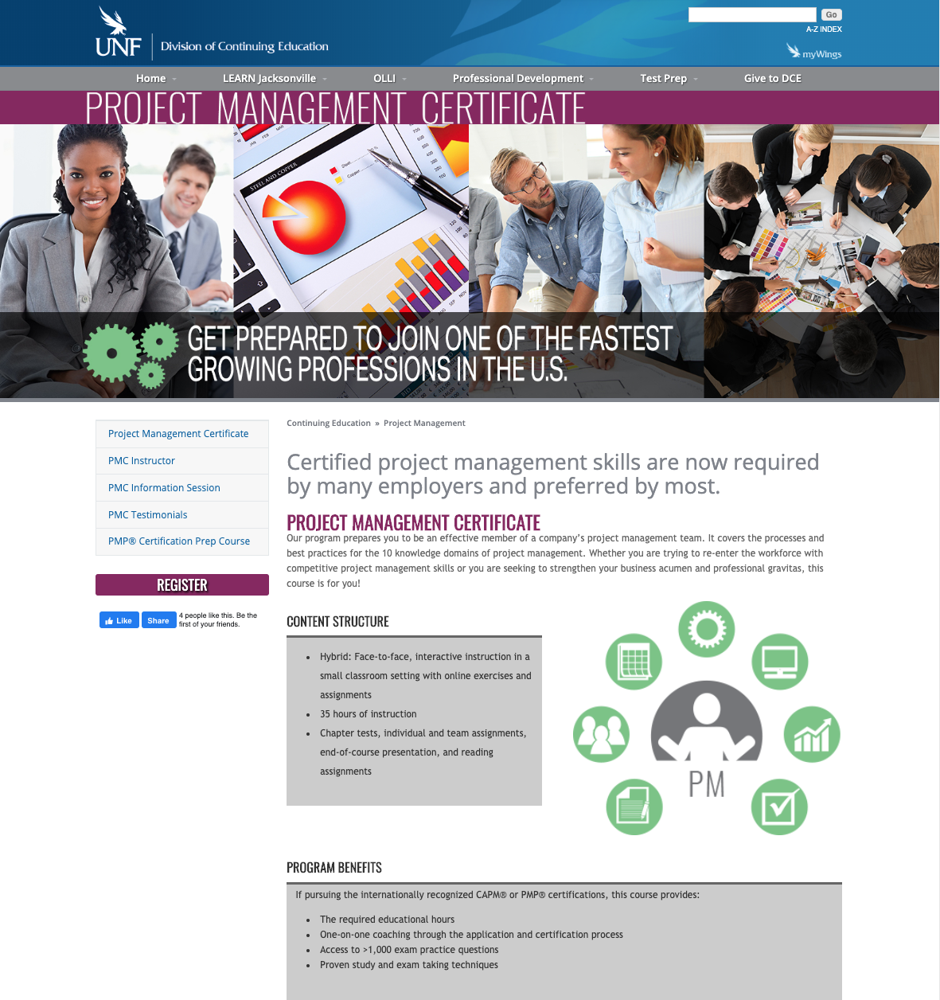 Go
A-Z INDEX
UNF
Division of Continuing Education
myWings
Home
LEARN Jacksonville
OLLI
Professional Development
Test Prep
Give to DCE
PROJECT MANAGEMENT CERTIFICATE
STEEL AND COPPER
Steel
Copper
GET PREPARED TO JOIN ONE OF THE FASTEST
GROWING PROFESSIONS IN THE U.S.
Project Management Certificate
PMC Instructor
PMC Information Session
PMC Testimonials
PMP® Certification Prep Course
REGISTER
Like
Share
4 people like this. Be the
first of your friends.
Continuing Education » Project Management
Certified project management skills are now required
by many employers and preferred by most.
PROJECT MANAGEMENT CERTIFICATE
Our program prepares you to be an effective member of a company’s project management team. It covers the processes and
best practices for the 10 knowledge domains of project management. Whether you are trying to re-enter the workforce with
competitive project management skills or you are seeking to strengthen your business acumen and professional gravitas, this
course is for you!
CONTENT STRUCTURE
• Hybrid: Face-to-face, interactive instruction in a
small classroom setting with online exercises and
assignments
• 35 hours of instruction
• Chapter tests, individual and team assignments,
end-of-course presentation, and reading
assignments
PM
PROGRAM BENEFITS
If pursuing the internationally recognized CAPM® or PMP® certifications, this course provides:
• The required educational hours
• One-on-one coaching through the application and certification process
• Access to >1,000 exam practice questions
• Proven study and exam taking techniques